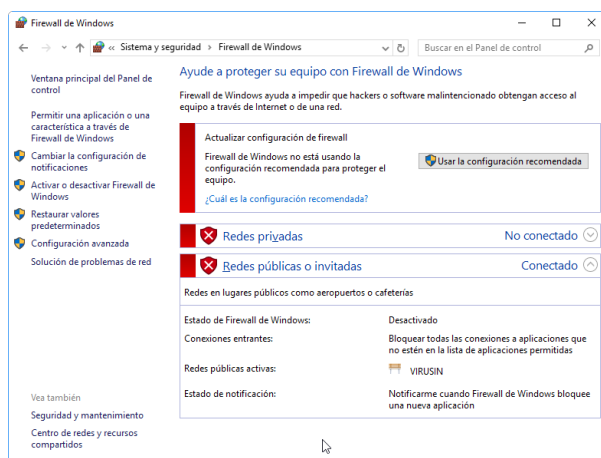 Firewall de Windows
« Sistema y seguridad > Firewall de Windows
Buscar en el Panel de control
Ventana principal del Panel de
control
Permitir una aplicación o una
característica a través de
Firewall de Windows
Cambiar la configuración de
notificaciones
Activar o desactivar Firewall de
Windows
Restaurar valores
predeterminados
Configuración avanzada
Solución de problemas de red
Ayude a proteger su equipo con Firewall de Windows
Firewall de Windows ayuda a impedir que hackers o software malintencionado obtengan acceso al
equipo a través de Internet o de una red.
Actualizar configuración de firewall
Firewall de Windows no está usando la
configuración recomendada para proteger el
equipo.
Usar la configuración recomendada
¿Cuál es la configuración recomendada?
Redes privadas No conectado
Redes públicas o invitadas Conectado
Redes en lugares públicos como aeropuertos o cafeterías
Estado de Firewall de Windows: Desactivado
Conexiones entrantes: Bloquear todas las conexiones a aplicaciones que
no estén en la lista de aplicaciones permitidas
Redes públicas activas: VIRUSIN
Estado de notificación: Notificarme cuando Firewall de Windows bloquee
una nueva aplicación
Vea también
Seguridad y mantenimiento
Centro de redes y recursos
compartidos